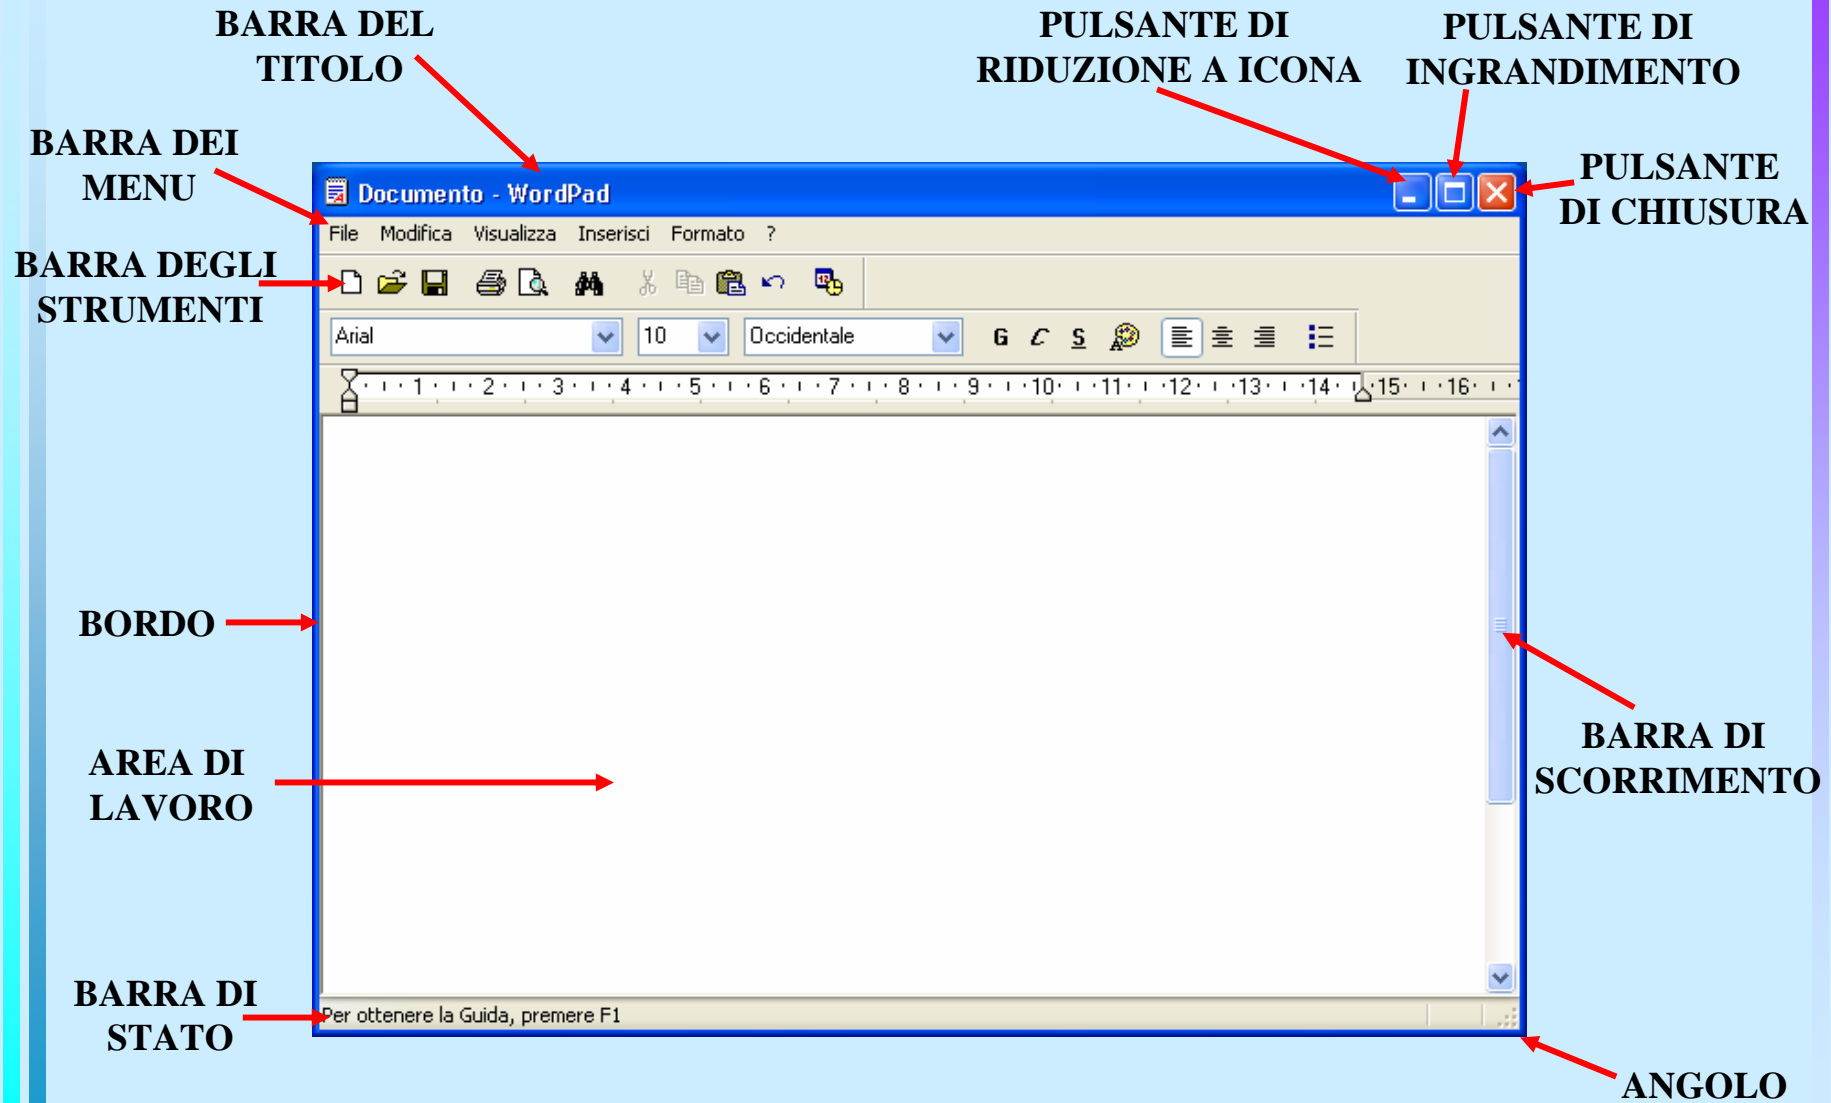 BARRA DEL
TITOLO
PULSANTE DI
RIDUZIONE A ICONA
PULSANTE DI
INGRANDIMENTO
BARRA DEI
MENU
PULSANTE
DI CHIUSURA
Documento - WordPad
File Modifica Visualizza Inserisci Formato ?
BARRA DEGLI
STRUMENTI
12
Arial 10 Occidentale G C S A
1 2 3 4 5 6 7 8 9 10 11 12 13 14 15 16
BORDO
AREA DI
LAVORO
BARRA DI
SCORRIMENTO
BARRA DI
STATO
Per ottenere la Guida, premere F1
ANGOLO